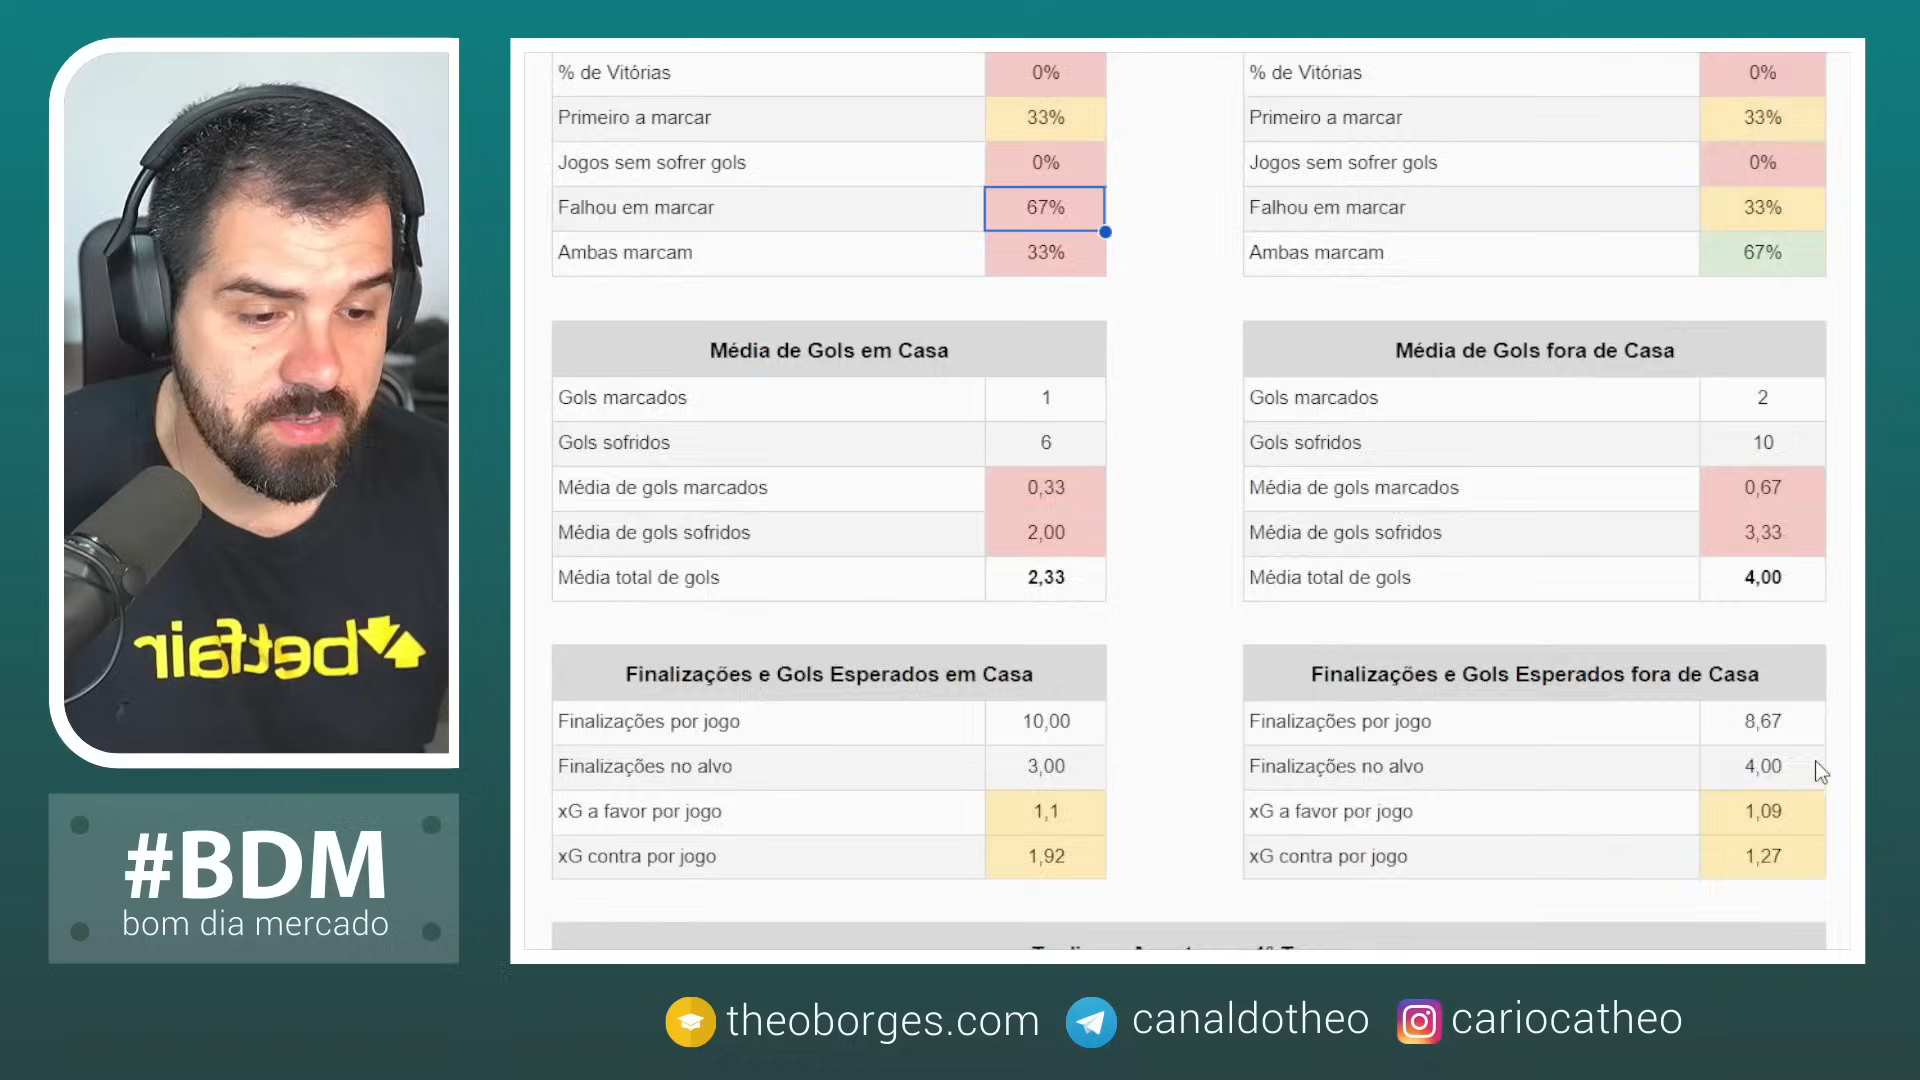 % de Vitórias 0%
Primeiro a marcar 33%
Jogos sem sofrer gols 0%
Falhou em marcar 67%
Ambas marcam 33%
Média de Gols em Casa
Gols marcados 1
Gols sofridos 6
Média de gols marcados 0,33
Média de gols sofridos 2,00
Média total de gols 2,33
Finalizações e Gols Esperados em Casa
Finalizações por jogo 10,00
Finalizações no alvo 3,00
xG a favor por jogo 1,1
xG contra por jogo 1,92
% de Vitórias 0%
Primeiro a marcar 33%
Jogos sem sofrer gols 0%
Falhou em marcar 33%
Ambas marcam 67%
Média de Gols fora de Casa
Gols marcados 2
Gols sofridos 10
Média de gols marcados 0,67
Média de gols sofridos 3,33
Média total de gols 4,00
Finalizações e Gols Esperados fora de Casa
Finalizações por jogo 8,67
Finalizações no alvo 4,00
xG a favor por jogo 1,09
xG contra por jogo 1,27
betfair
#BDM
bom dia mercado
theoborges.com
canaldotheo
cariocatheo